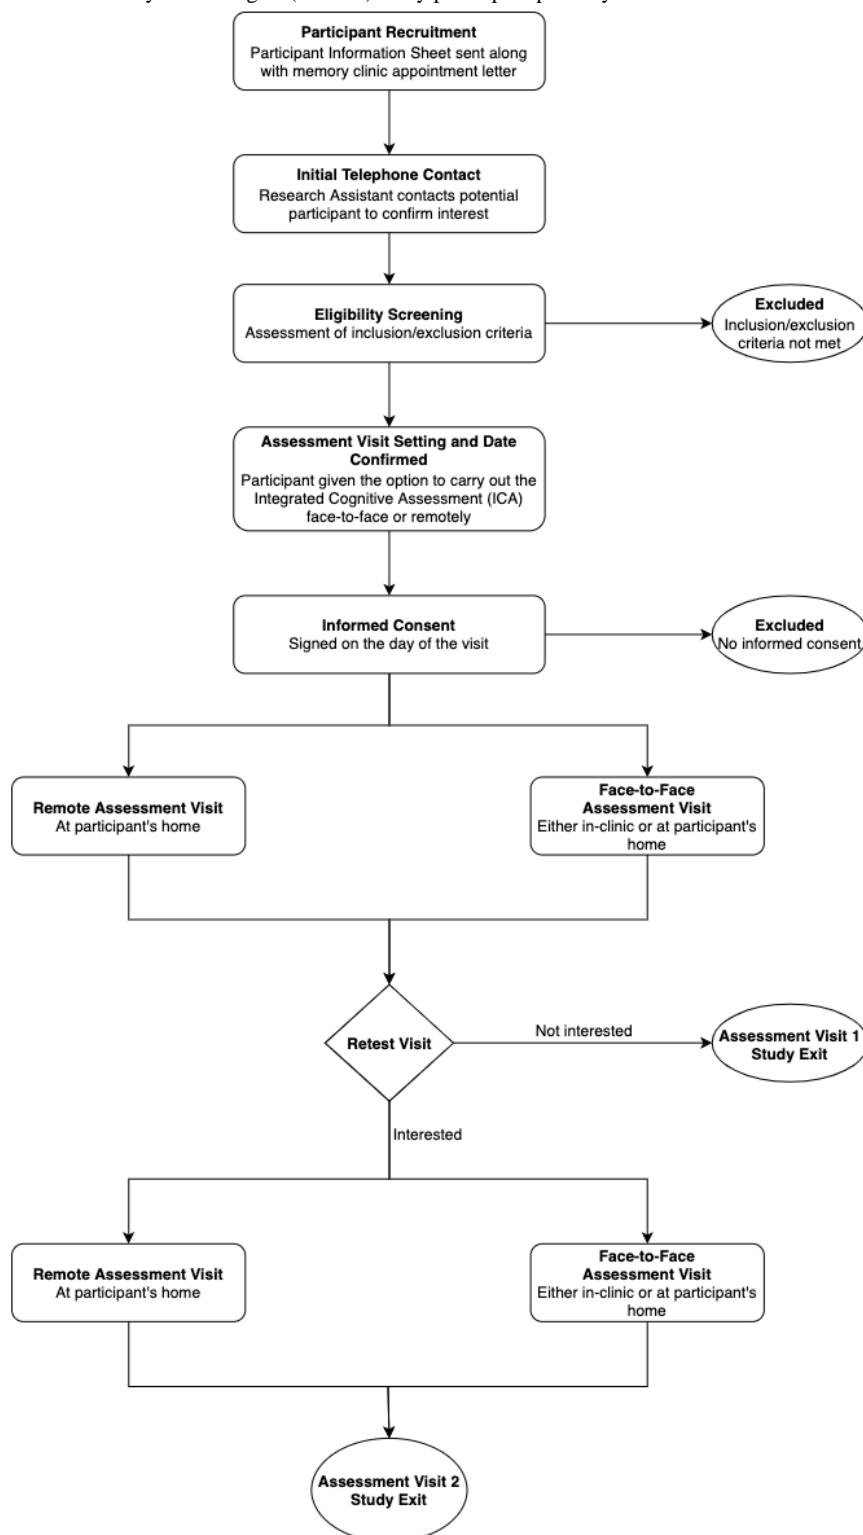 Participant Recruitment
Participant Information Sheet sent along
with memory clinic appointment letter
Initial Telephone Contact
Research Assistant contacts potential
participant to confirm interest
Eligibility Screening
Assessment of inclusion/exclusion criteria
Excluded
Inclusion/exclusion
criteria not met
Assessment Visit Setting and Date
Confirmed
Participant given the option to carry out the
Integrated Cognitive Assessment (ICA)
face-to-face or remotely
Informed Consent
Signed on the day of the visit
Excluded
No informed consent
Remote Assessment Visit
At participant's home
Face-to-Face
Assessment Visit
Either in-clinic or at participant's
home
Retest Visit
Not interested
Assessment Visit 1
Study Exit
Interested
Remote Assessment Visit
At participant's home
Face-to-Face
Assessment Visit
Either in-clinic or at participant's
home
Assessment Visit 2
Study Exit